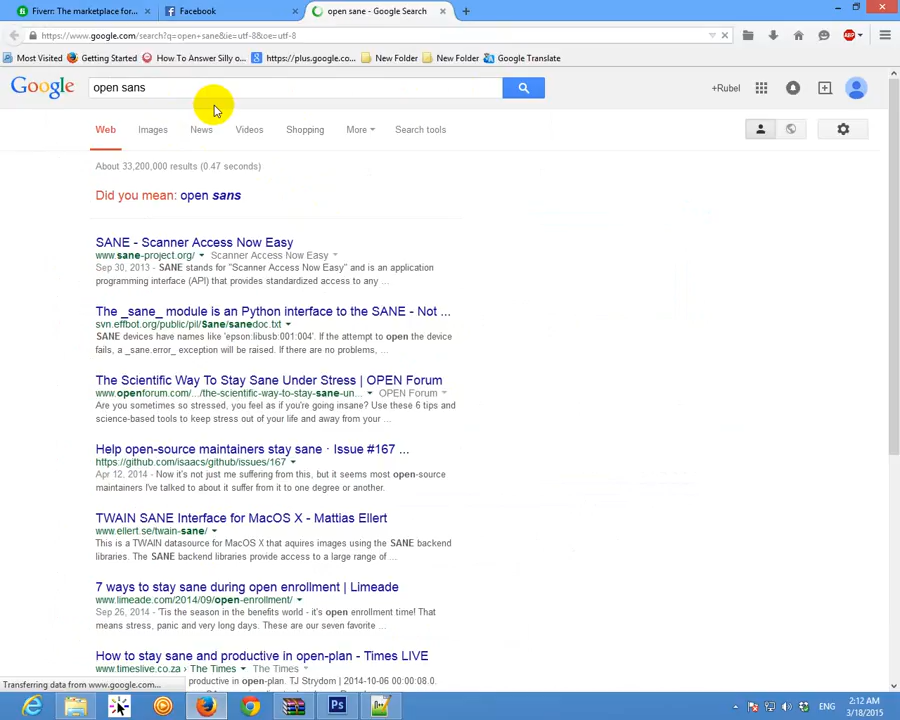 Fiverr: The marketplace for... ×
Facebook ×
open sane - Google Search ×
https://www.google.com/search?q=open+sane&ie=utf-8&oe=utf-8
Most Visited Getting Started How To Answer Silly o... https://plus.google.co... New Folder New Folder Google Translate
Google
open sans
+Rubel
Web Images News Videos Shopping More Search tools
About 33,200,000 results (0.47 seconds)
Did you mean: open sans
SANE - Scanner Access Now Easy
www.sane-project.org/ Scanner Access Now Easy
Sep 30, 2013 - SANE stands for "Scanner Access Now Easy" and is an application
programming interface (API) that provides standardized access to any ...
The _sane_ module is an Python interface to the SANE - Not ...
svn.effbot.org/public/pil/Sane/sanedoc.txt
SANE devices have names like 'epson:libusb:001:004'. If the attempt to open the device
fails, a _sane.error_ exception will be raised. If there are no problems, ...
The Scientific Way To Stay Sane Under Stress | OPEN Forum
www.openforum.com/.../the-scientific-way-to-stay-sane-un... OPEN Forum
Are you sometimes so stressed, you feel as if you're going insane? Use these 6 tips and
science-based tools to keep stress out of your life and away from your ...
Help open-source maintainers stay sane · Issue #167 ...
https://github.com/isaacs/github/issues/167
Apr 12, 2014 - Now it's not just me suffering from this, but it seems most open-source
maintainers I've talked to about it suffer from it to one degree or another.
TWAIN SANE Interface for MacOS X - Mattias Ellert
www.ellert.se/twain-sane/
This is a TWAIN datasource for MacOS X that aquires images using the SANE backend
libraries. The SANE backend libraries provide access to a large range of ...
7 ways to stay sane during open enrollment | Limeade
www.limeade.com/2014/09/open-enrollment/
Sep 26, 2014 - 'Tis the season in the benefits world - it's open enrollment time! That
means stress, panic and very long days. These are our seven favorite ...
How to stay sane and productive in open-plan - Times LIVE
www.timeslive.co.za › The Times The Times
productive in open-plan. TJ Strydom | 2014-10-06 00:00:08.0.
Transferring data from www.google.com...
ABP
Ps
ENG
2:12 AM
3/18/2015